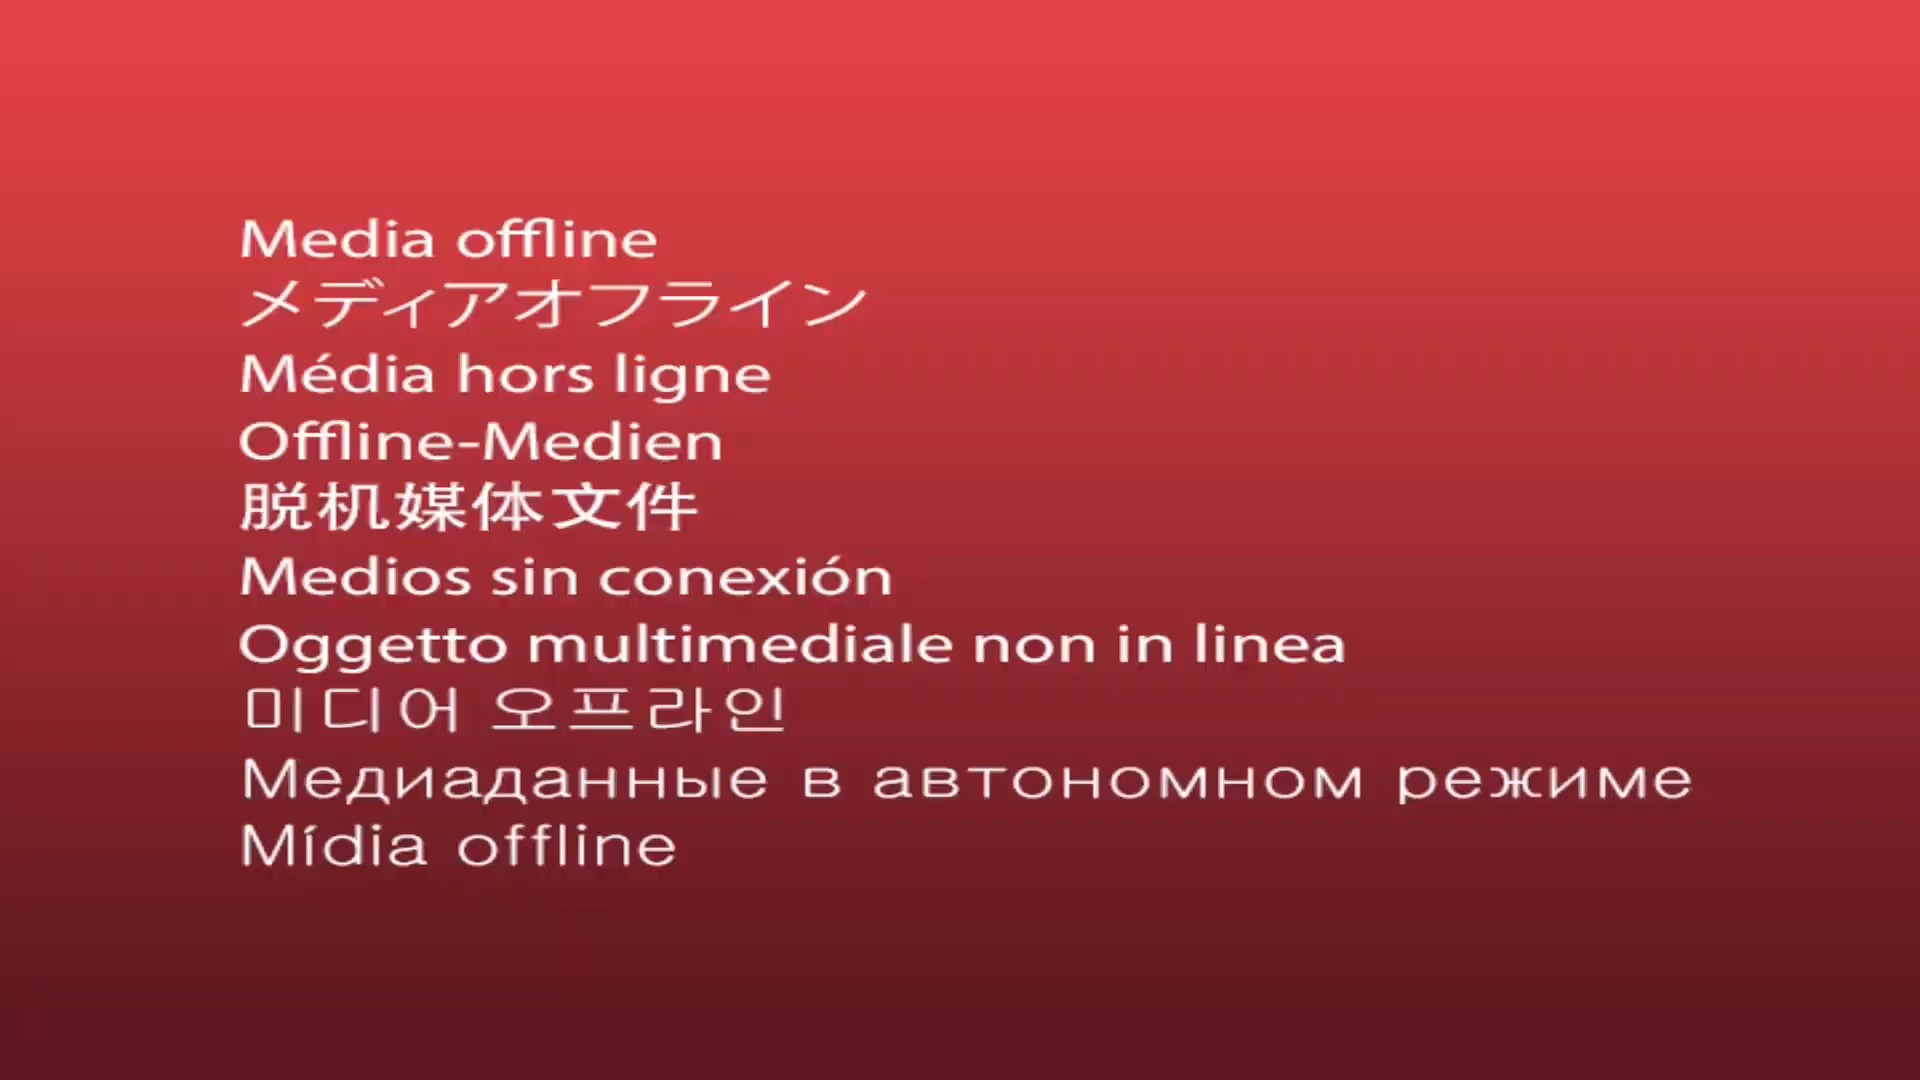 Media offline
メディアオフライン
Média hors ligne
Offline-Medien
脱机媒体文件
Medios sin conexión
Oggetto multimediale non in linea
미디어 오프라인
Медиаданные в автономном режиме
Mídia offline